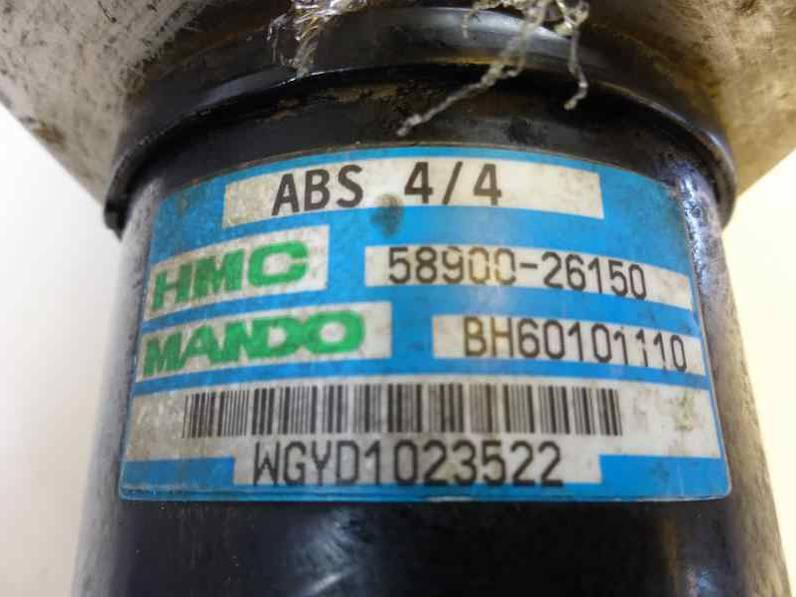 ABS 4/4
HMC 58900-26150
MANDO BH60101110
WGYD1023522